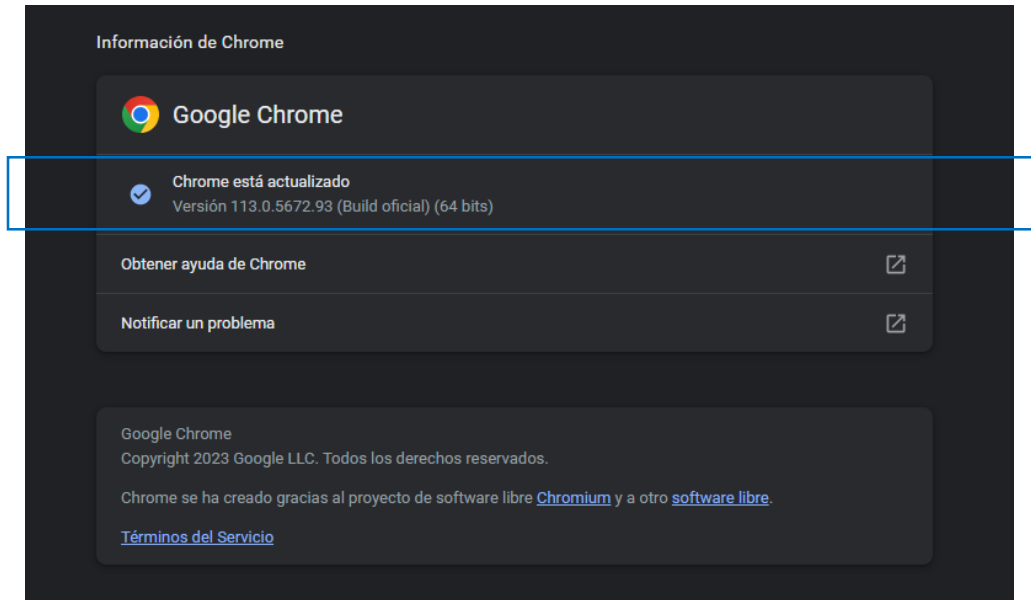 Información de Chrome
Google Chrome
Chrome está actualizado
Versión 113.0.5672.93 (Build oficial) (64 bits)
Obtener ayuda de Chrome
Notificar un problema
Google Chrome
Copyright 2023 Google LLC. Todos los derechos reservados.
Chrome se ha creado gracias al proyecto de software libre Chromium y a otro software libre.
Términos del Servicio